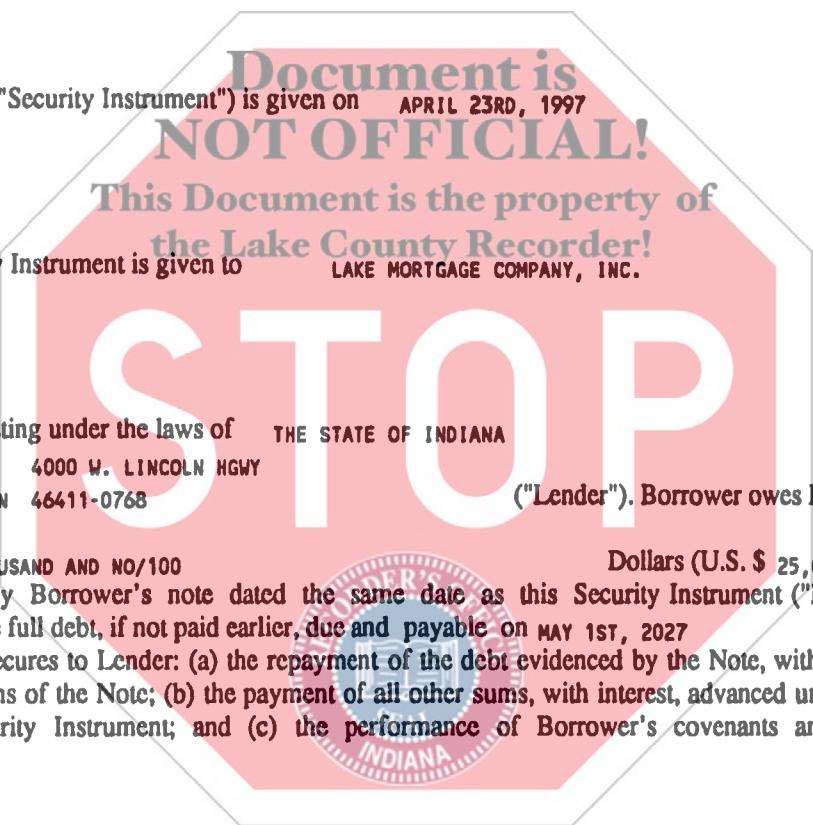 Document is
"Security Instrument") is given on APRIL 23RD, 1997
NOT OFFICIAL!
This Document is the property of
the Lake County Recorder!
Instrument is given to LAKE MORTGAGE COMPANY, INC.
STOP
ting under the laws of THE STATE OF INDIANA
4000 W. LINCOLN HGWY
N 46411-0768 ("Lender"). Borrower owes
USAND AND NO/100 Dollars (U.S. $ 25,
y Borrower's note dated the same date as this Security Instrument ("
full debt, if not paid earlier, due and payable on MAY 1ST, 2027
ecures to Lender: (a) the repayment of the debt evidenced by the Note, with
ns of the Note; (b) the payment of all other sums, with interest, advanced un
rity Instrument; and (c) the performance of Borrower's covenants an
INDIANA